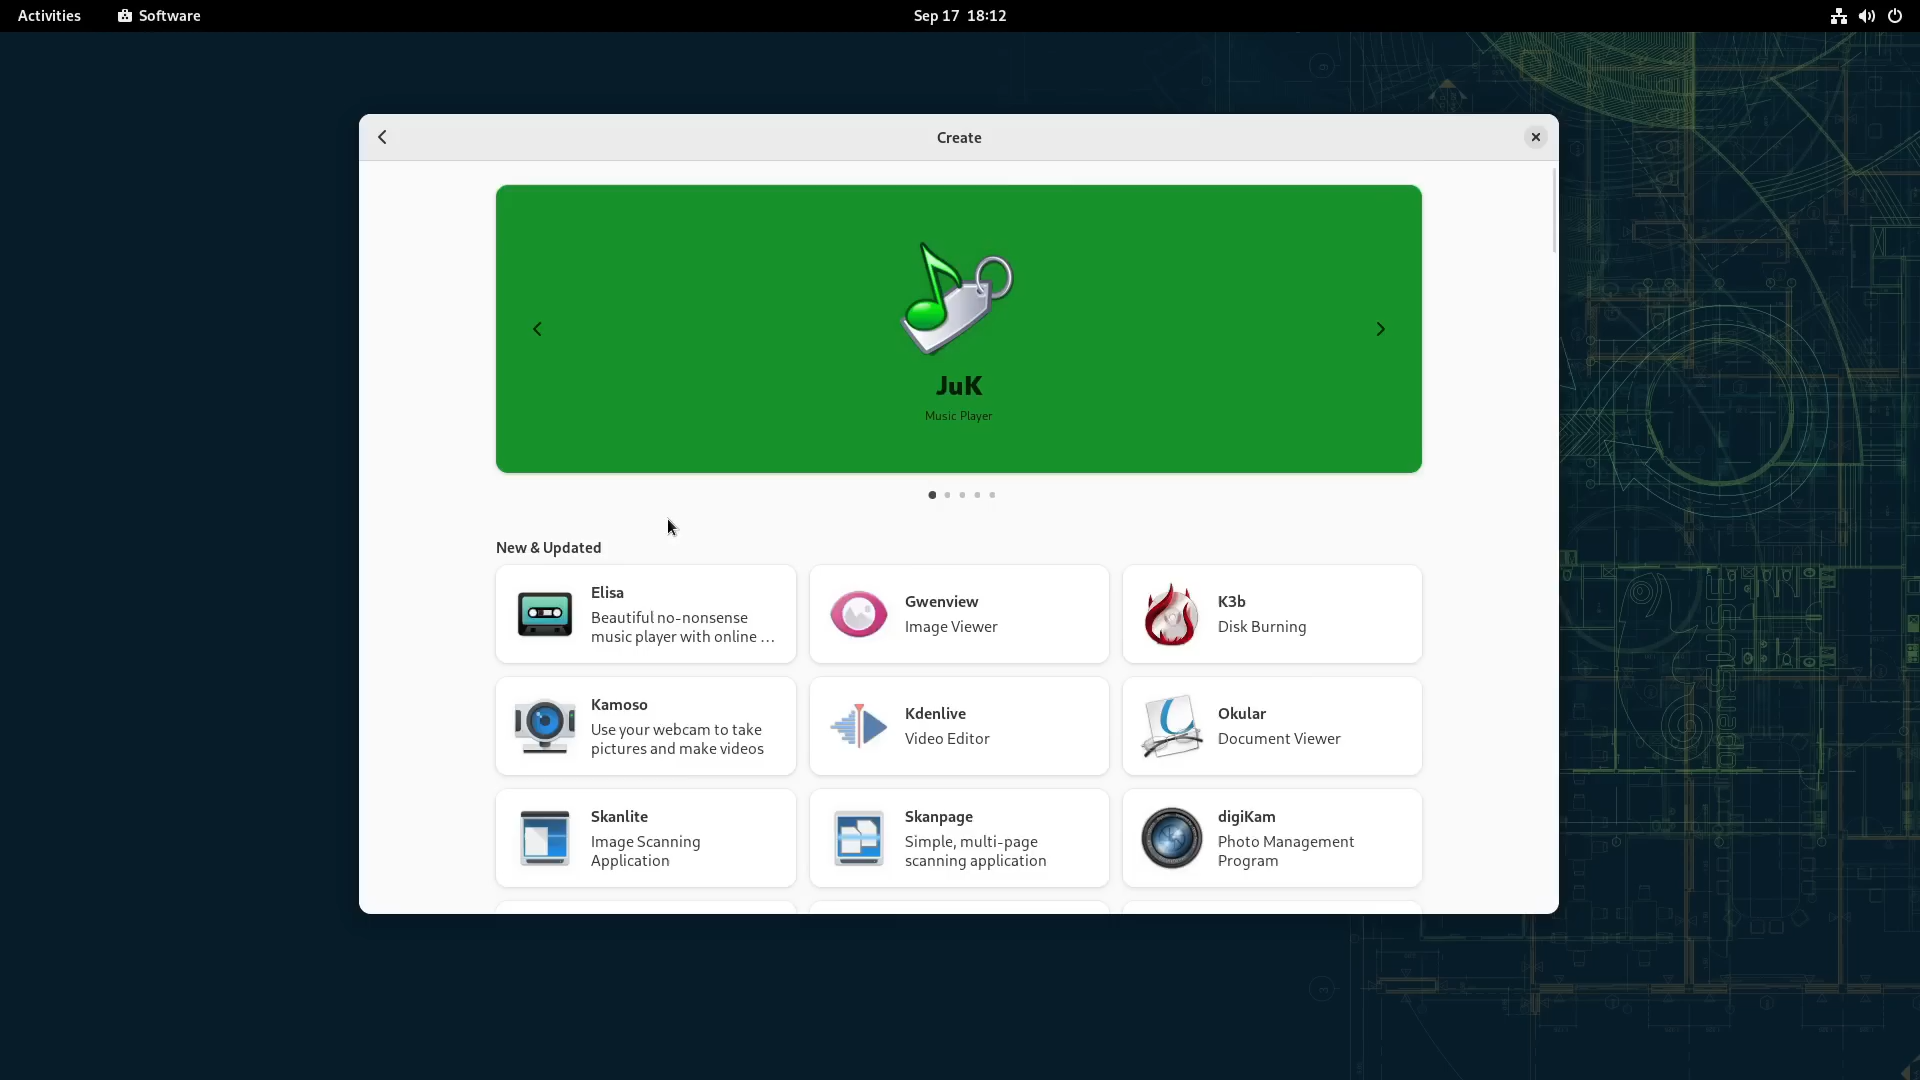 Activities
Software
Sep 17 18:12
Create
JuK
Music Player
New & Updated
Elisa
Beautiful no-nonsense
music player with online …
Gwenview
Image Viewer
K3b
Disk Burning
Kamoso
Use your webcam to take
pictures and make videos
Kdenlive
Video Editor
Okular
Document Viewer
Skanlite
Image Scanning
Application
Skanpage
Simple, multi-page
scanning application
digiKam
Photo Management
Program
openSUSE